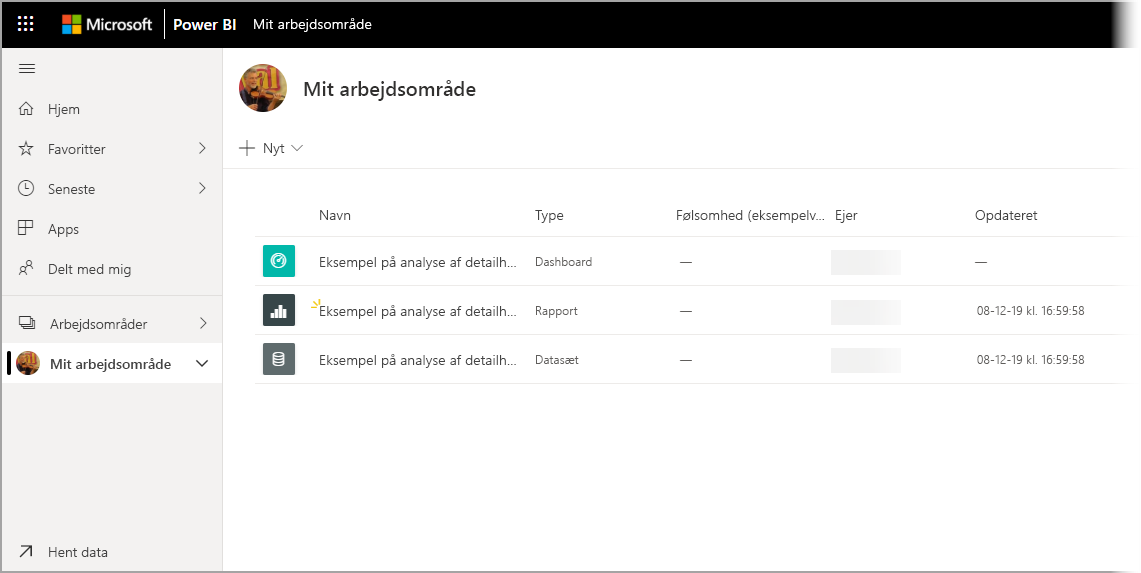 Microsoft Power BI Mit arbejdsområde
Mit arbejdsområde
Hjem
Favoritter
Seneste
Apps
Delt med mig
Arbejdsområder
Mit arbejdsområde
Hent data
Nyt
Navn Type Følsomhed (eksempelv... Ejer Opdateret
Eksempel på analyse af detailh... Dashboard — —
Eksempel på analyse af detailh... Rapport — 08-12-19 kl. 16:59:58
Eksempel på analyse af detailh... Datasæt — 08-12-19 kl. 16:59:58